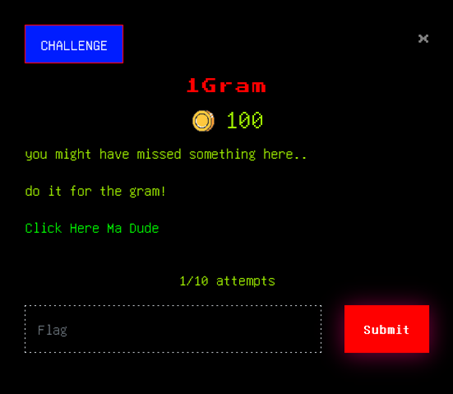 CHALLENGE
×
1Gram
100
you might have missed something here..
do it for the gram!
Click Here Ma Dude
1/10 attempts
Flag
Submit